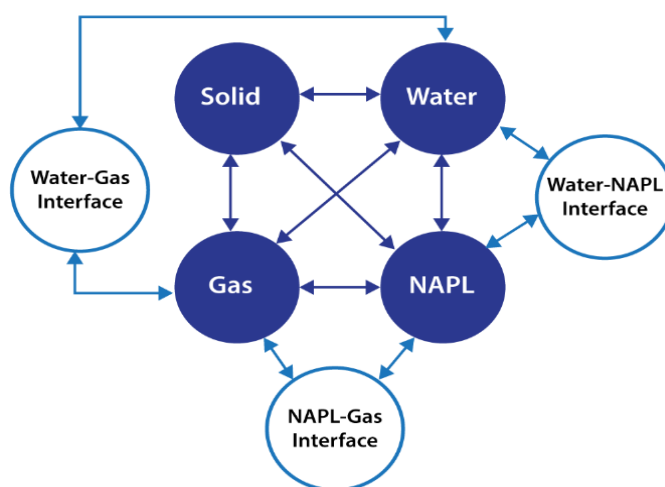 Solid
Water
Water-Gas
Interface
Water-NAPL
Interface
Gas
NAPL
NAPL-Gas
Interface